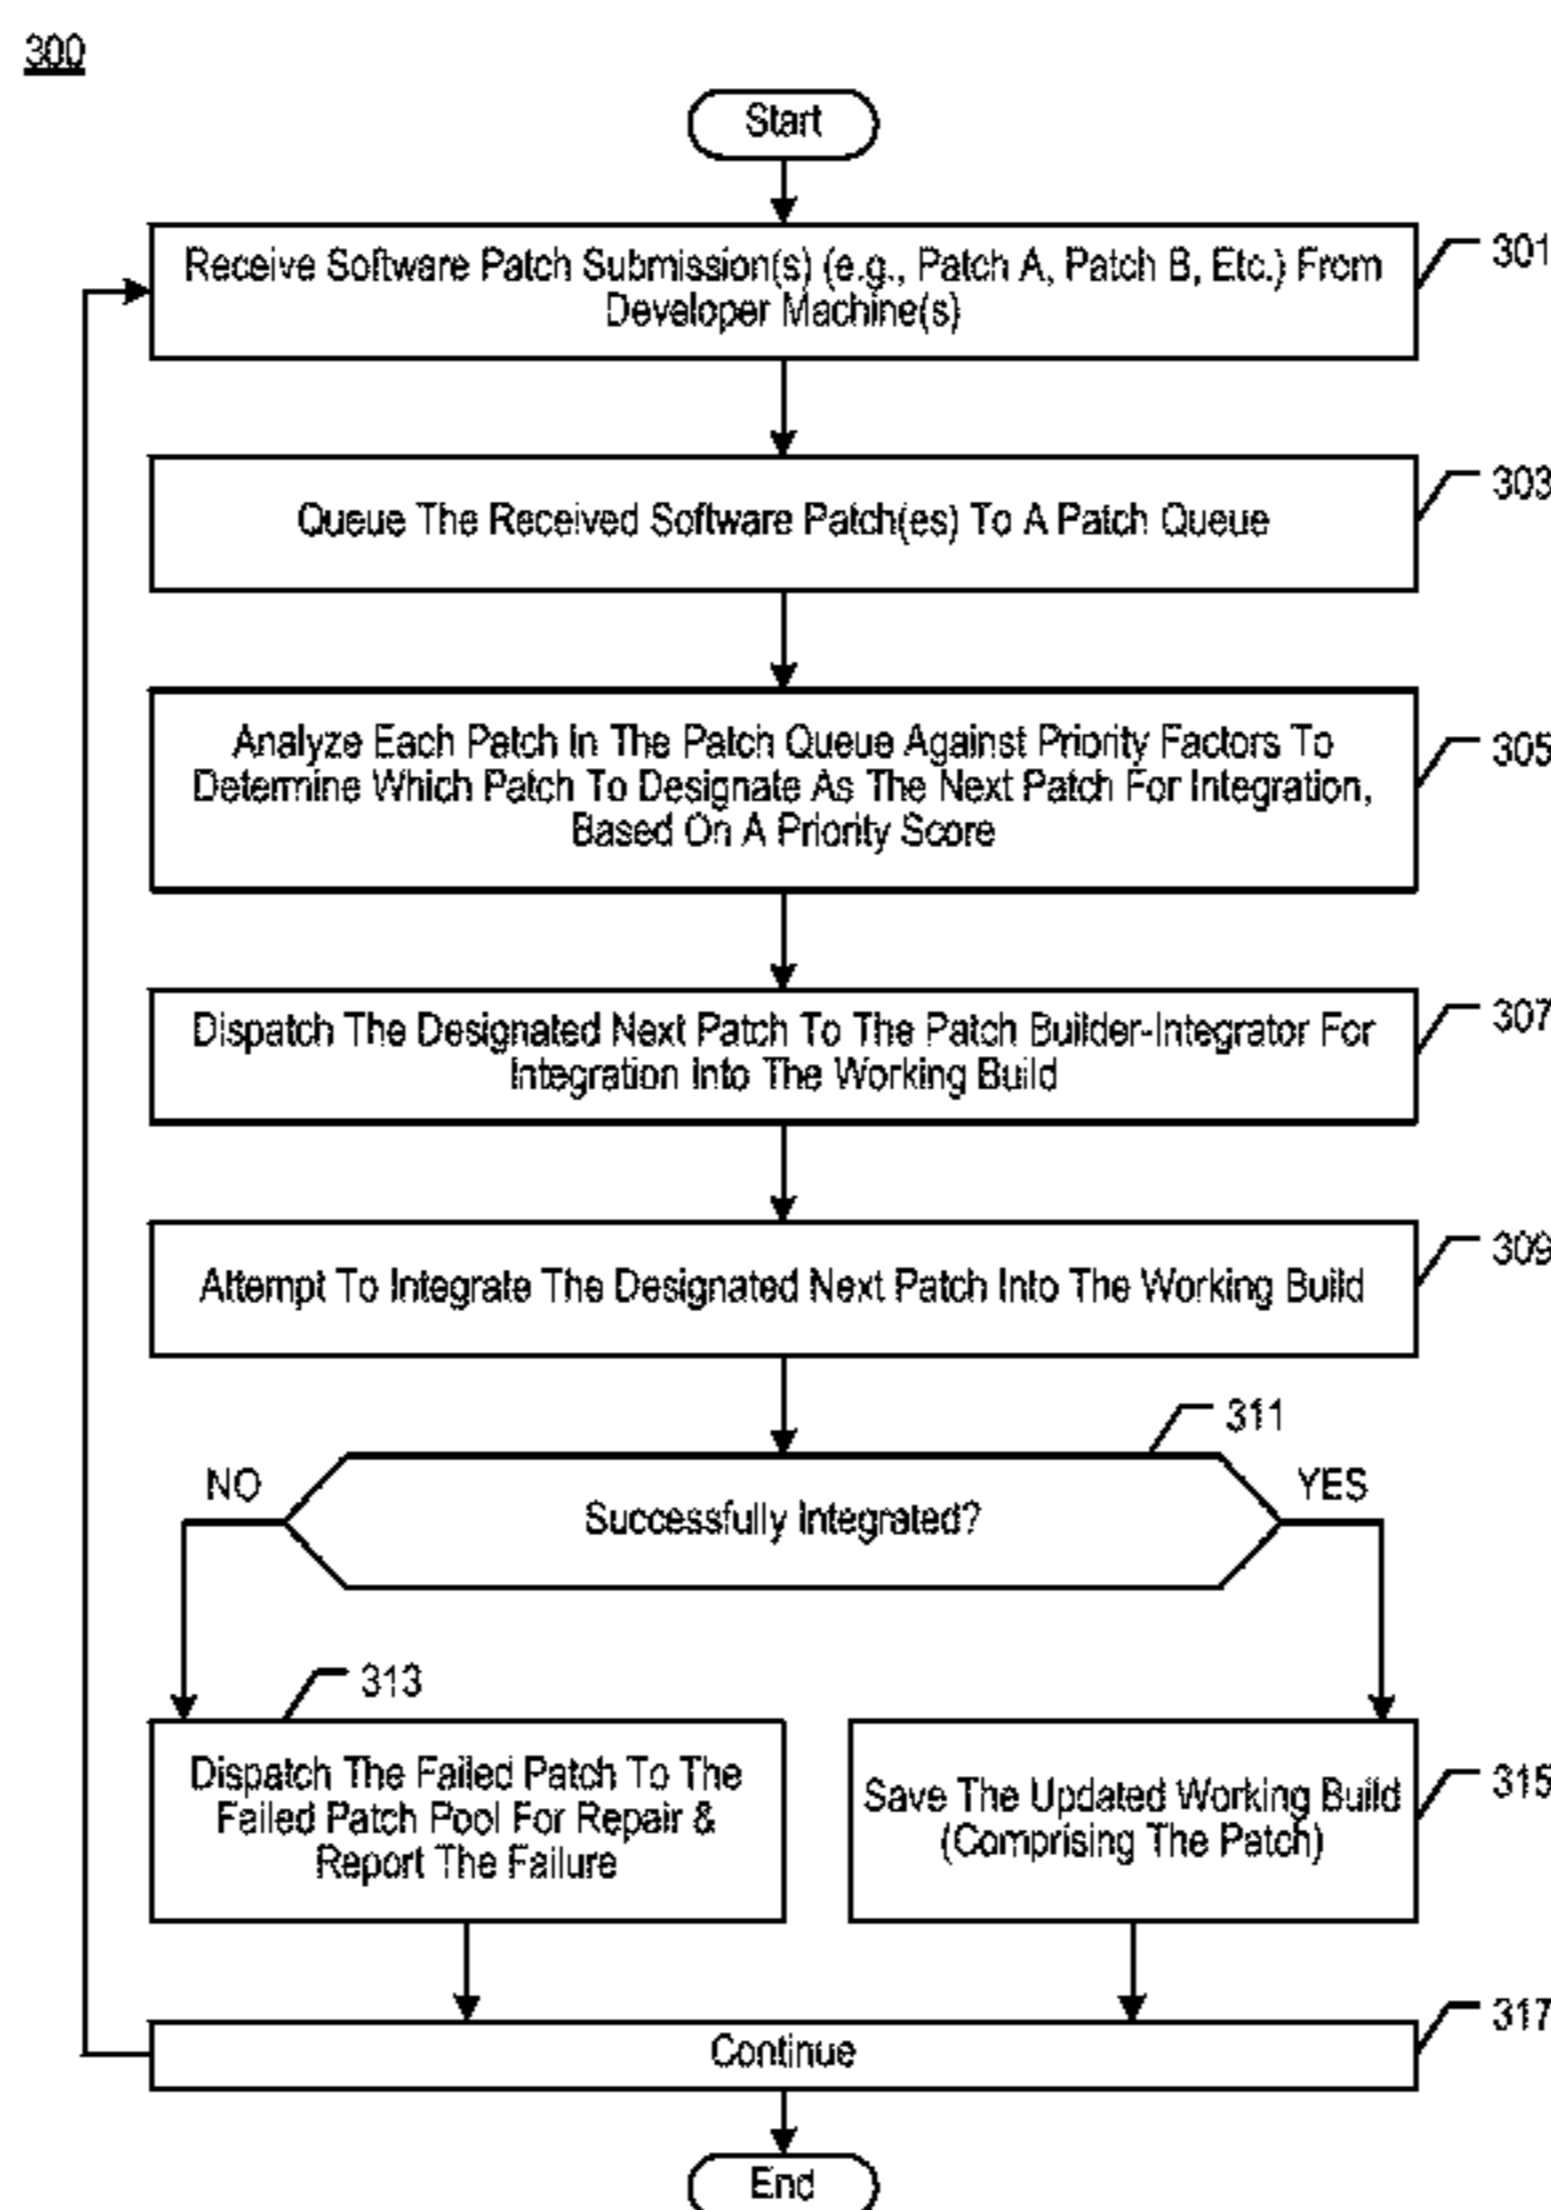 300
Start
Receive Software Patch Submission(s) (e.g., Patch A, Patch B, Etc.) From
Developer Machine(s)
301
Queue The Received Software Patch(es) To A Patch Queue
303
Analyze Each Patch In The Patch Queue Against Priority Factors To
Determine Which Patch To Designate As The Next Patch For Integration,
Based On A Priority Score
305
Dispatch The Designated Next Patch To The Patch Builder-Integrator For
Integration Into The Working Build
307
Attempt To Integrate The Designated Next Patch Into The Working Build
309
311
NO
Successfully Integrated?
YES
313
Dispatch The Failed Patch To The
Failed Patch Pool For Repair &
Report The Failure
Save The Updated Working Build
(Comprising The Patch)
315
Continue
317
End